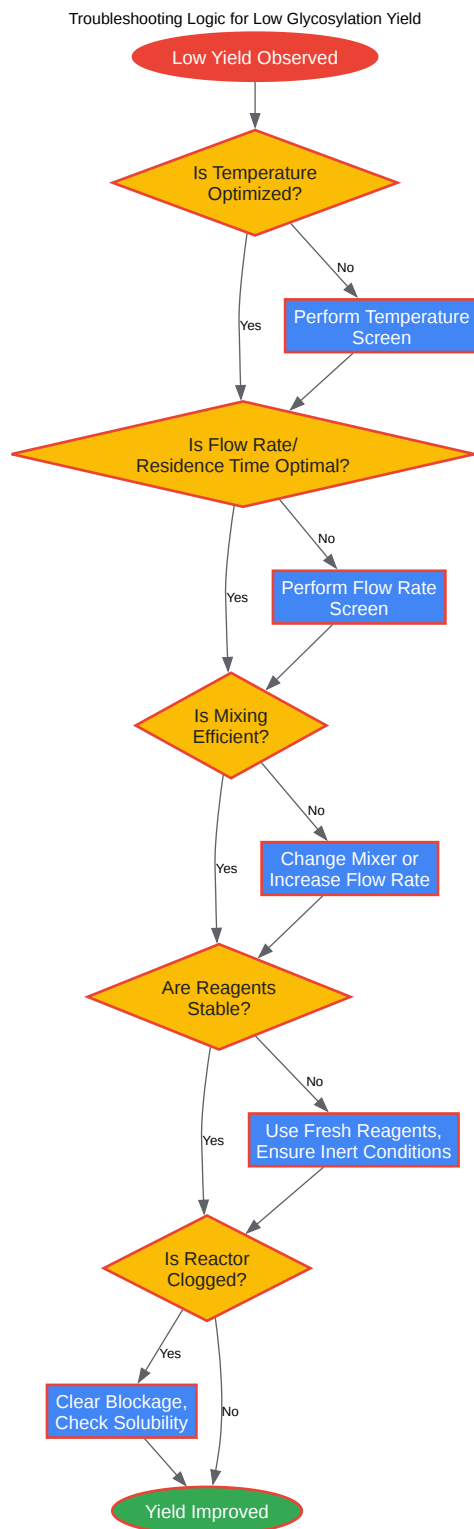 Troubleshooting Logic for Low Glycosylation Yield
Low Yield Observed
Is Temperature
Optimized?
No
Perform Temperature
Screen
Yes
Is Flow Rate/
Residence Time Optimal?
No
Perform Flow Rate
Screen
Yes
Is Mixing
Efficient?
No
Change Mixer or
Increase Flow Rate
Yes
Are Reagents
Stable?
No
Use Fresh Reagents,
Ensure Inert Conditions
Yes
Is Reactor
Clogged?
Yes
Clear Blockage,
Check Solubility
No
Yield Improved